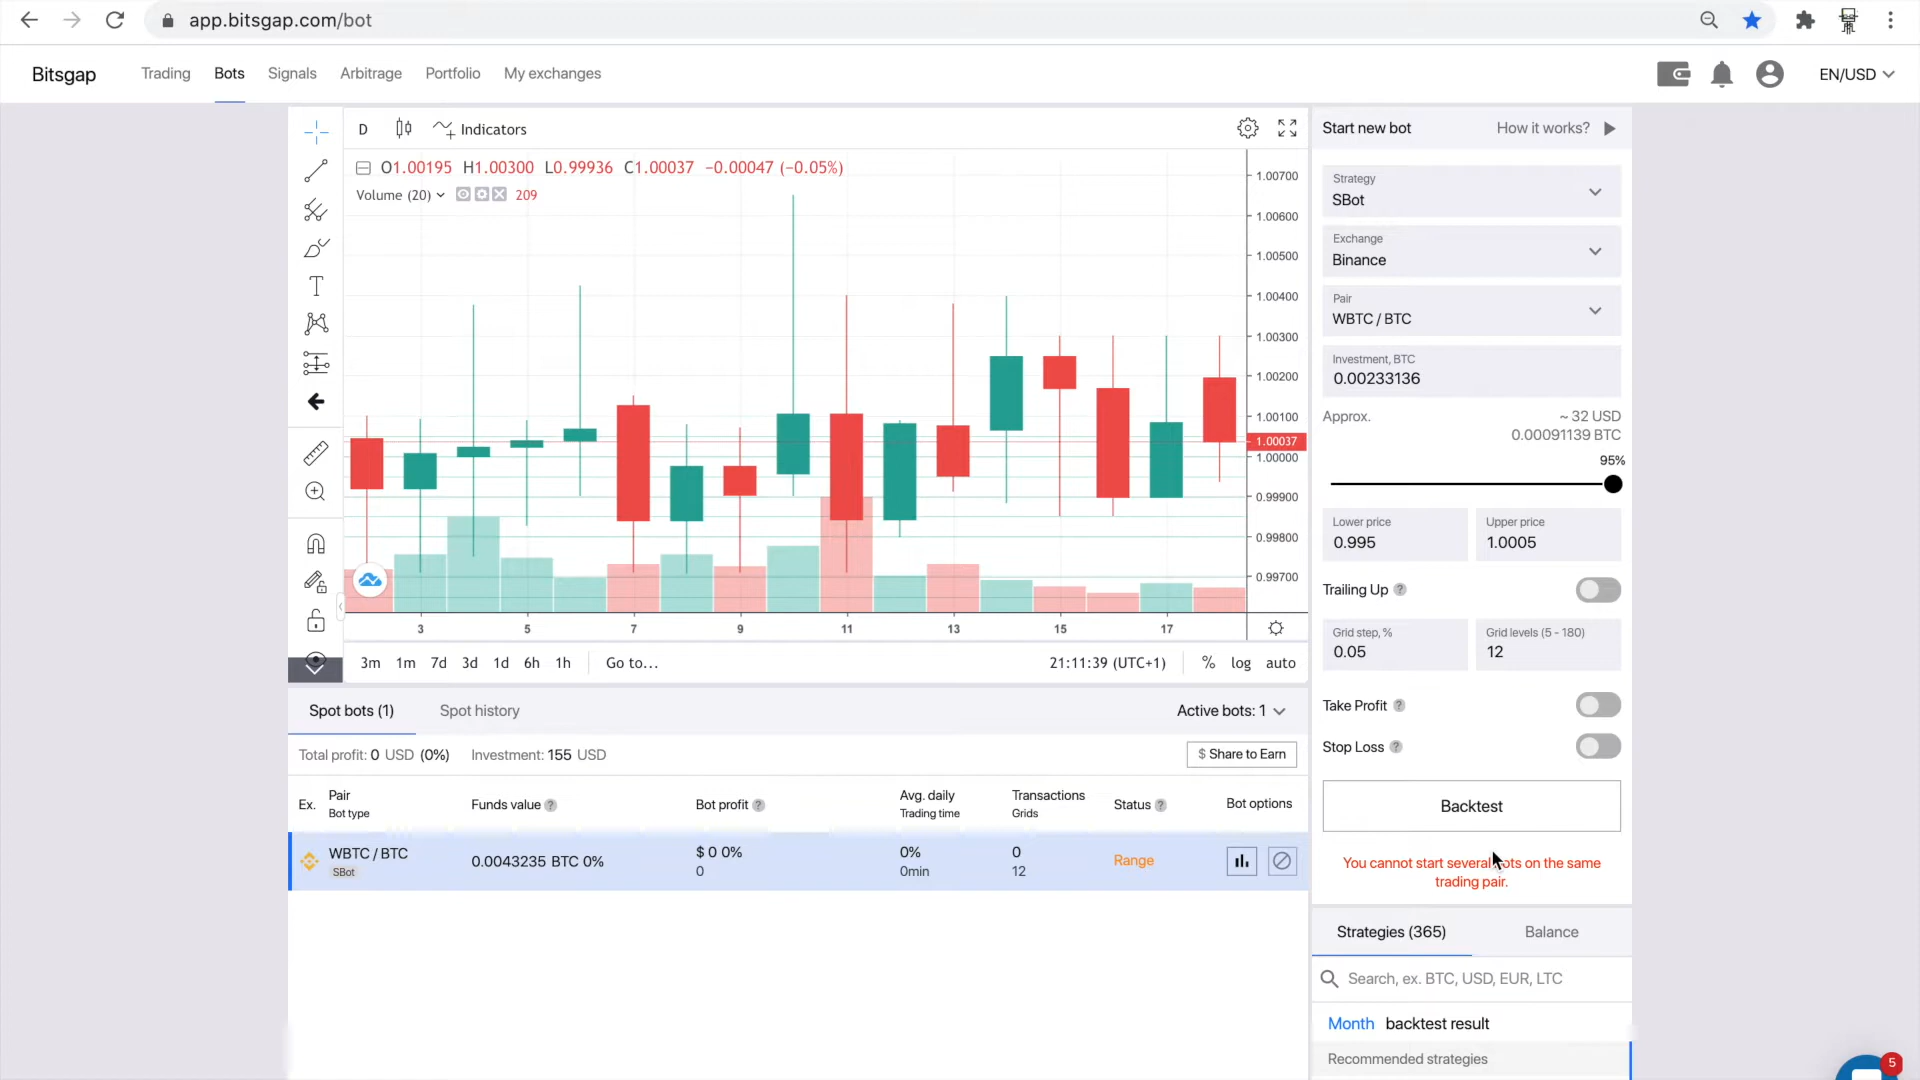 app.bitsgap.com/bot
Bitsgap
Trading
Bots
Signals
Arbitrage
Portfolio
My exchanges
EN/USD
D
Indicators
O1.00195 H1.00300 L0.99936 C1.00037 −0.00047 (−0.05%)
Volume (20)
209
1.00700
1.00600
1.00500
1.00400
1.00300
1.00200
1.00100
1.00037
1.00000
0.99900
0.99800
0.99700
3
5
7
9
11
13
15
17
3m 1m 7d 3d 1d 6h 1h
Go to...
21:11:39 (UTC+1)
% log auto
Start new bot
How it works?
Strategy
SBot
Exchange
Binance
Pair
WBTC / BTC
Investment, BTC
0.00233136
Approx.
~ 32 USD
0.00091139 BTC
95%
Lower price
0.995
Upper price
1.0005
Trailing Up ?
Grid step, %
0.05
Grid levels (5 - 180)
12
Take Profit ?
Stop Loss ?
Backtest
You cannot start several bots on the same
trading pair.
Strategies (365)
Balance
Search, ex. BTC, USD, EUR, LTC
Month backtest result
Recommended strategies
5
Spot bots (1)
Spot history
Active bots: 1
Total profit: 0 USD (0%)
Investment: 155 USD
$ Share to Earn
Ex.
Pair
Bot type
Funds value ?
Bot profit ?
Avg. daily
Trading time
Transactions
Grids
Status ?
Bot options
WBTC / BTC
SBot
0.0043235 BTC 0%
$ 0 0%
0
0%
0min
0
12
Range